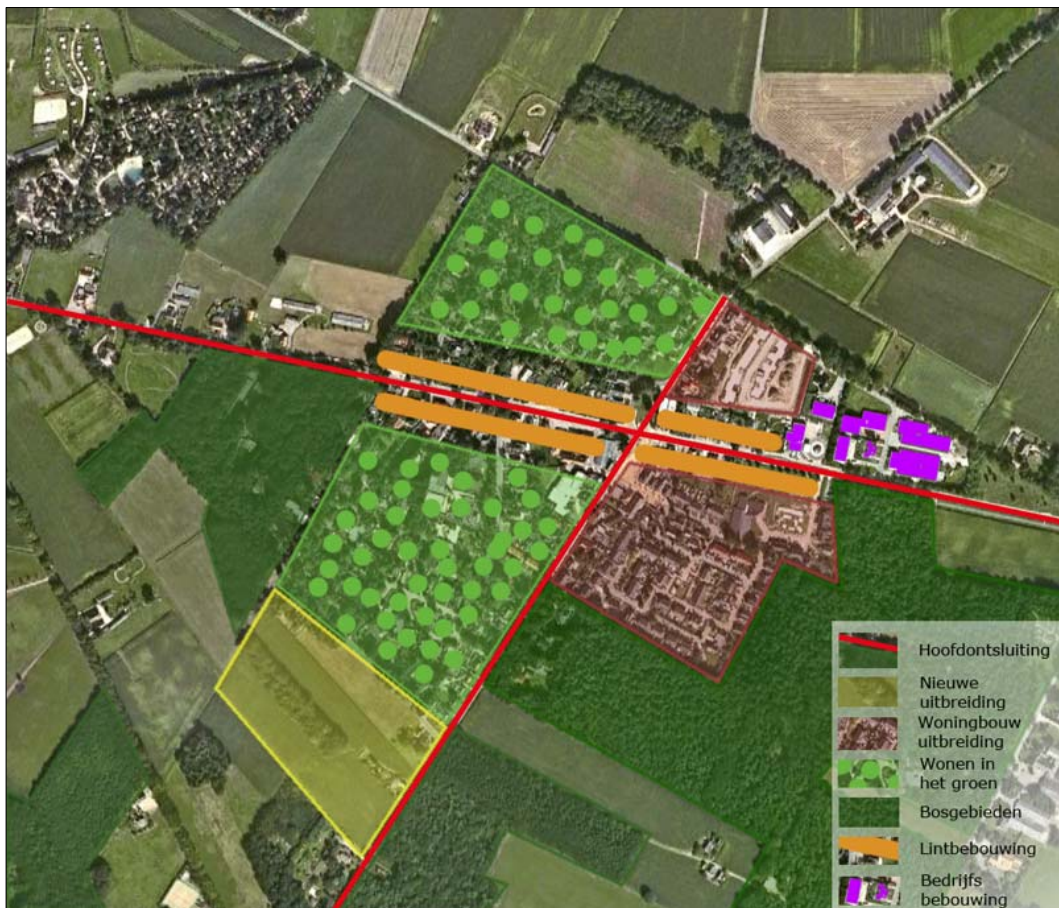 Hoofdontsluiting
Nieuwe
uitbreiding
Woningbouw
uitbreiding
Wonen in
het groen
Bosgebieden
Lintbebouwing
Bedrijfs
bebouwing